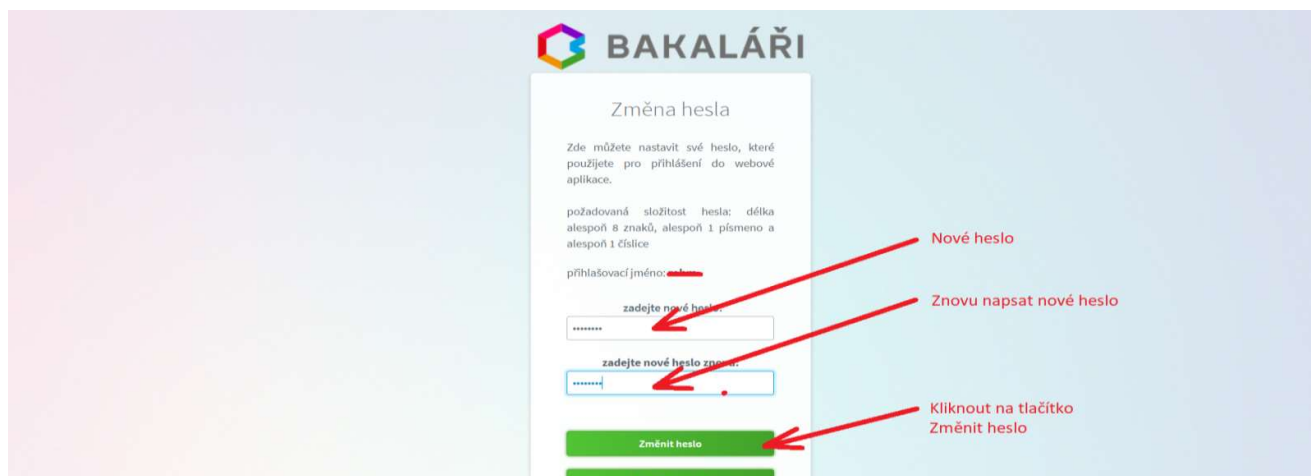 BAKALÁŘI
Změna hesla
Zde můžete nastavit své heslo, které
použijete pro přihlášení do webové
aplikace.
požadovaná složitost hesla: délka
alespoň 8 znaků, alespoň 1 písmeno a
alespoň 1 číslice
přihlašovací jméno:
Nové heslo
zadejte nové heslo:
Znovu napsat nové heslo
••••••••
zadejte nové heslo znovu:
••••••••
Kliknout na tlačítko
Změnit heslo
Změnit heslo